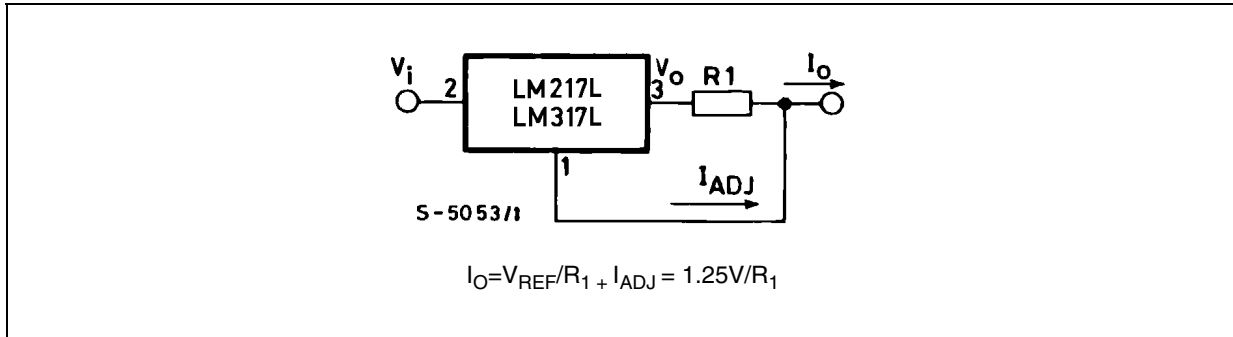 Vi
2
LM217L
LM317L
Vo
3
R1
Io
1
IADJ
S-5053/1
IO=VREF/R1 + IADJ = 1.25V/R1